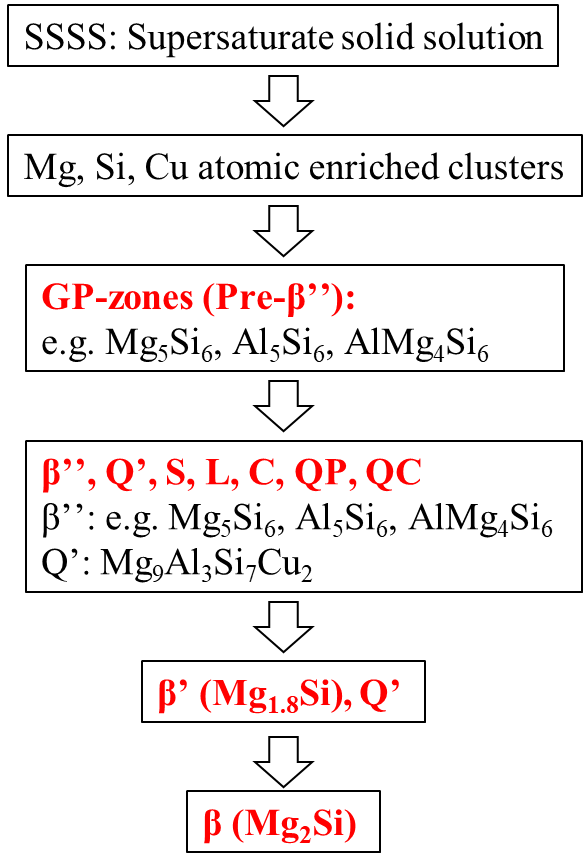 SSSS: Supersaturate solid solution
Mg, Si, Cu atomic enriched clusters
GP-zones (Pre-β’’):
e.g. Mg₅Si₆, Al₅Si₆, AlMg₄Si₆
β’’, Q’, S, L, C, QP, QC
β’’: e.g. Mg₅Si₆, Al₅Si₆, AlMg₄Si₆
Q’: Mg₉Al₃Si₇Cu₂
β’ (Mg₁.₈Si), Q’
β (Mg₂Si)